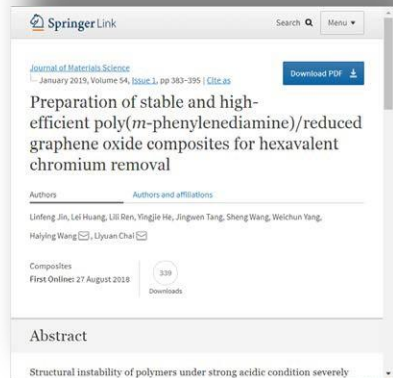 Springer Link
Search
Menu ▾
Journal of Materials Science
January 2019, Volume 54, Issue 1, pp 383–395 | Cite as
Download PDF
Preparation of stable and high-
efficient poly(m-phenylenediamine)/reduced
graphene oxide composites for hexavalent
chromium removal
Authors
Authors and affiliations
Linfeng Jin, Lei Huang, Lili Ren, Yingjie He, Jingwen Tang, Sheng Wang, Weichun Yang,
Haiying Wang, Liyuan Chai
Composites
First Online: 27 August 2018
339
Downloads
Abstract
Structural instability of polymers under strong acidic condition severely